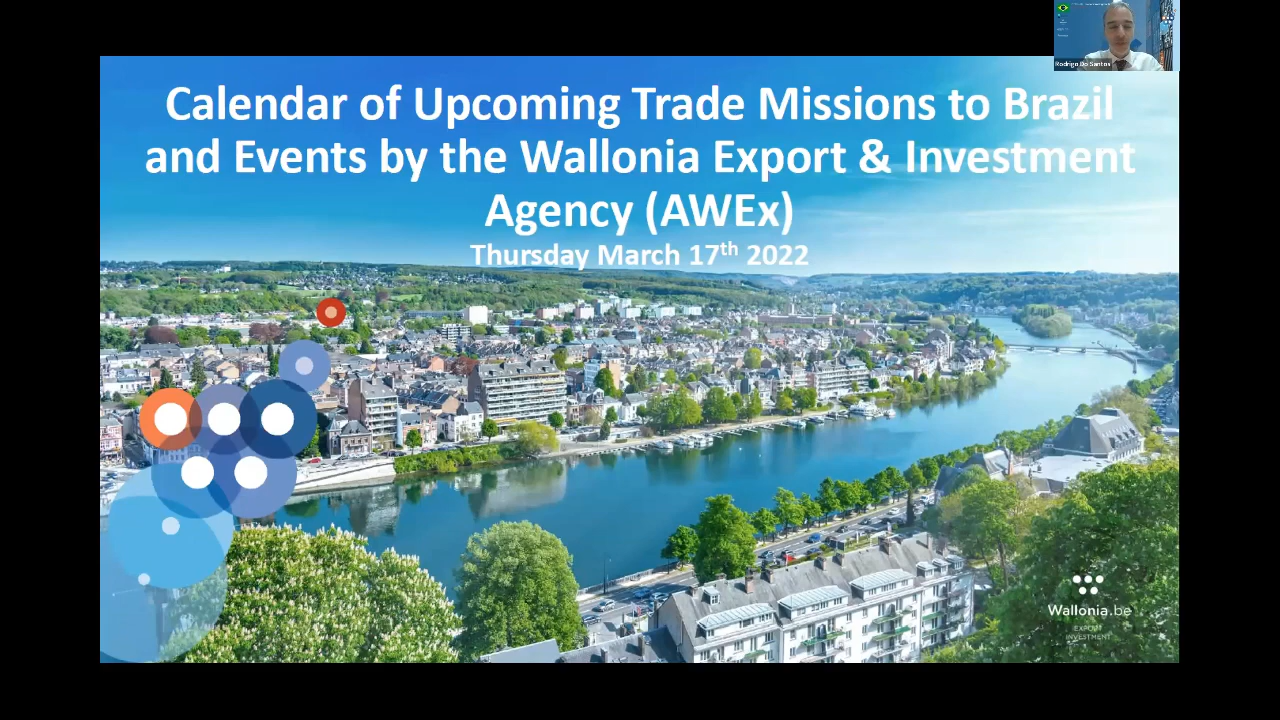 Rodrigo Do Santos
Calendar of Upcoming Trade Missions to Brazil
and Events by the Wallonia Export & Investment
Agency (AWEx)
Thursday March 17th 2022
Wallonia.be
EXPORT
INVESTMENT